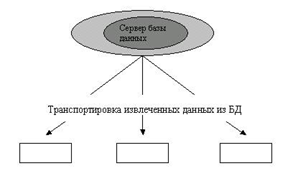 Сервер базы
данных
Транспортировка извлеченных данных из БД